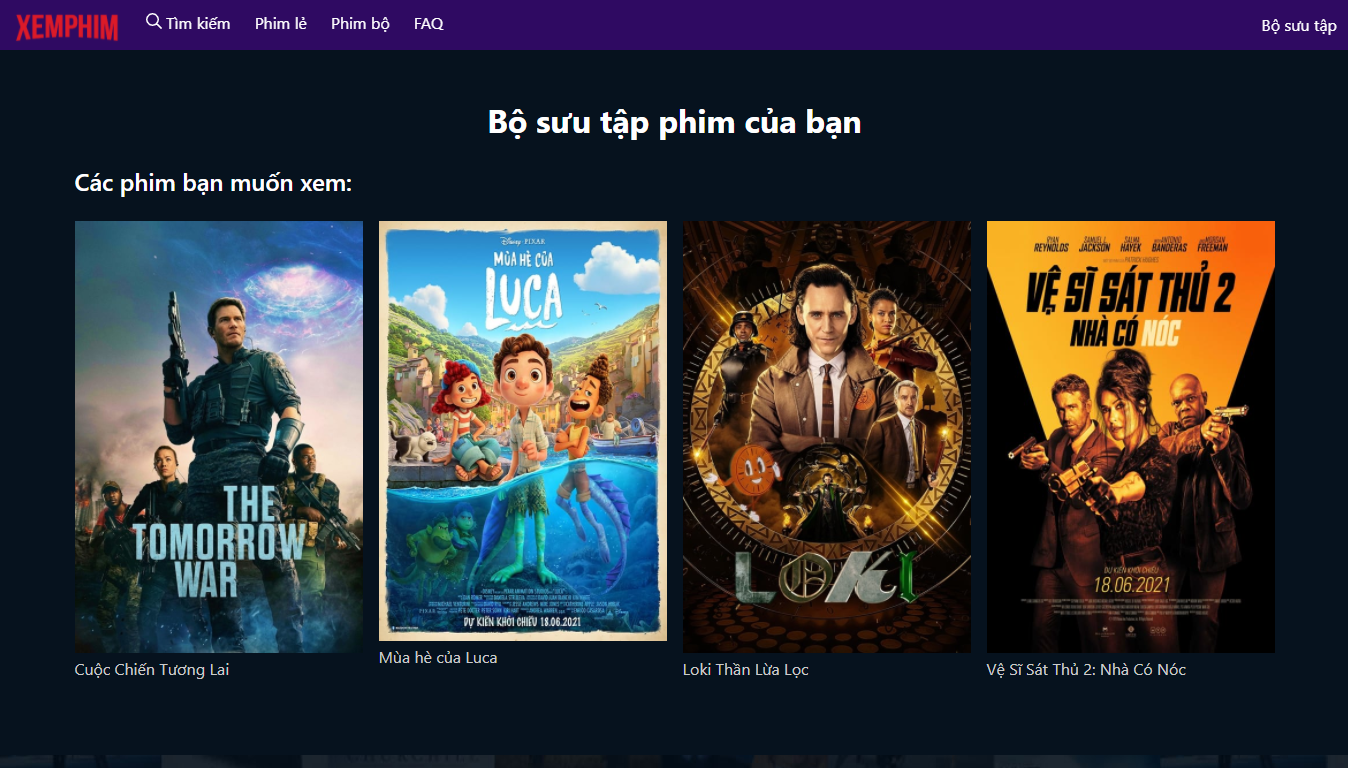 XEMPHIM
Tìm kiếm
Phim lẻ
Phim bộ
FAQ
Bộ sưu tập
Bộ sưu tập phim của bạn
Các phim bạn muốn xem:
THE
TOMORROW
WAR
Cuộc Chiến Tương Lai
Disney · PIXAR
MÙA HÈ CỦA
LUCA
DỰ KIẾN KHỞI CHIẾU 18.06.2021
Mùa hè của Luca
LOKI
Loki Thần Lừa Lọc
RYAN REYNOLDS SAMUEL L. JACKSON SALMA HAYEK ANTONIO BANDERAS MORGAN FREEMAN
VỆ SĨ SÁT THỦ 2
NHÀ CÓ NÓC
DỰ KIẾN KHỞI CHIẾU
18.06.2021
Vệ Sĩ Sát Thủ 2: Nhà Có Nóc